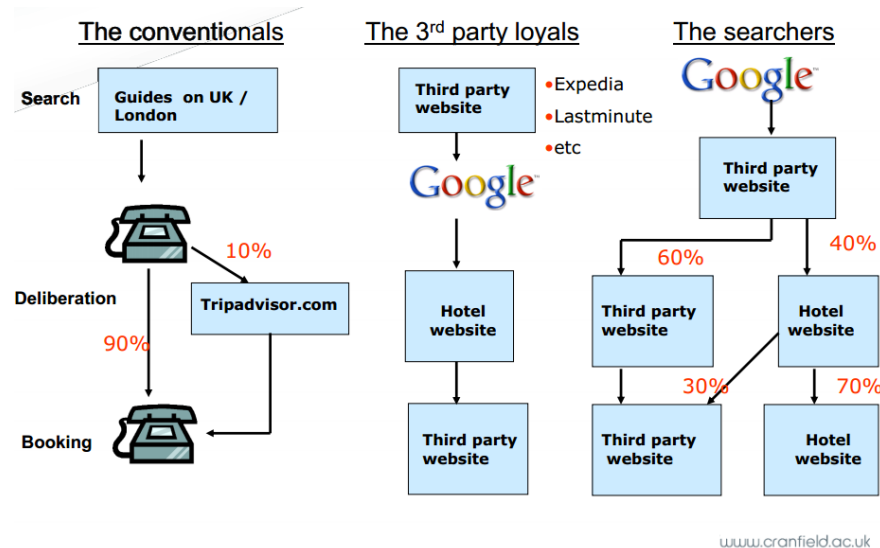 The conventionals
The 3rd party loyals
The searchers
Search
Guides on UK /
London
Third party
website
•Expedia
•Lastminute
•etc
Google™
Google™
Third party
website
10%
60%
40%
Deliberation
Tripadvisor.com
90%
Hotel
website
Third party
website
Hotel
website
30%
70%
Booking
Third party
website
Third party
website
Hotel
website
www.cranfield.ac.uk